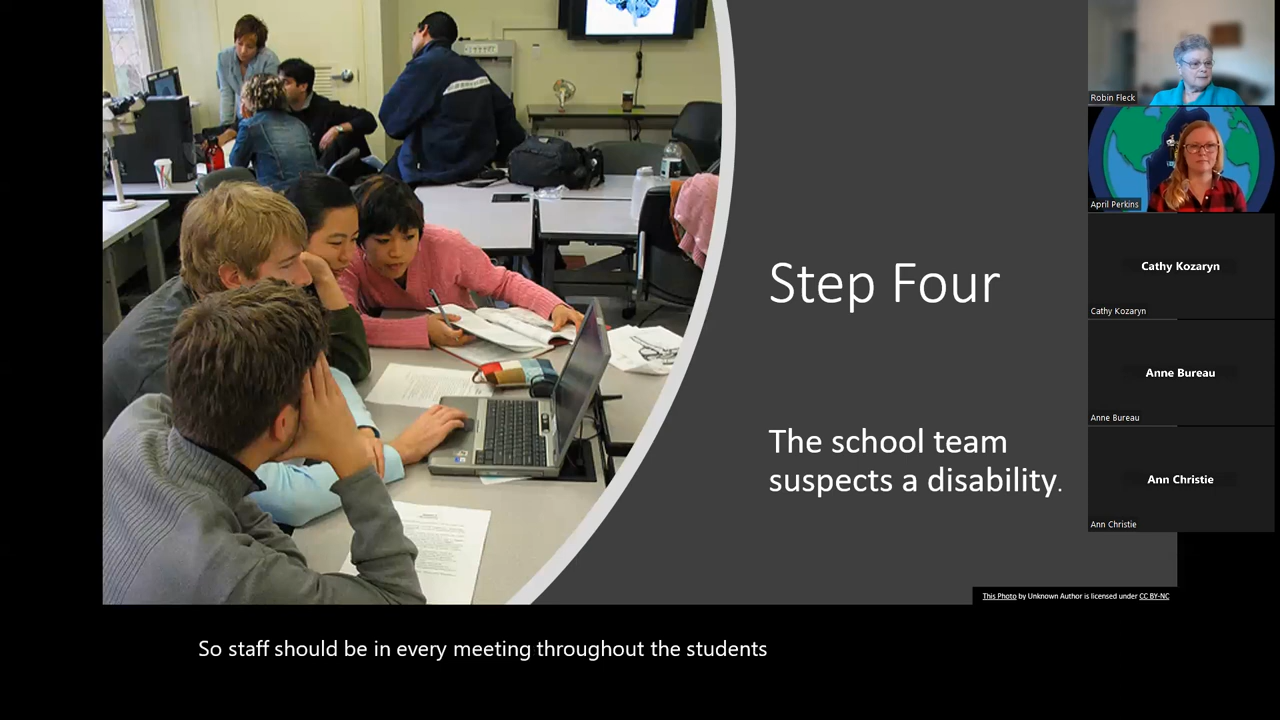 Step Four
The school team
suspects a disability.
This Photo by Unknown Author is licensed under CC BY-NC
Robin Fleck
April Perkins
Cathy Kozaryn
Cathy Kozaryn
Anne Bureau
Anne Bureau
Ann Christie
Ann Christie
So staff should be in every meeting throughout the students